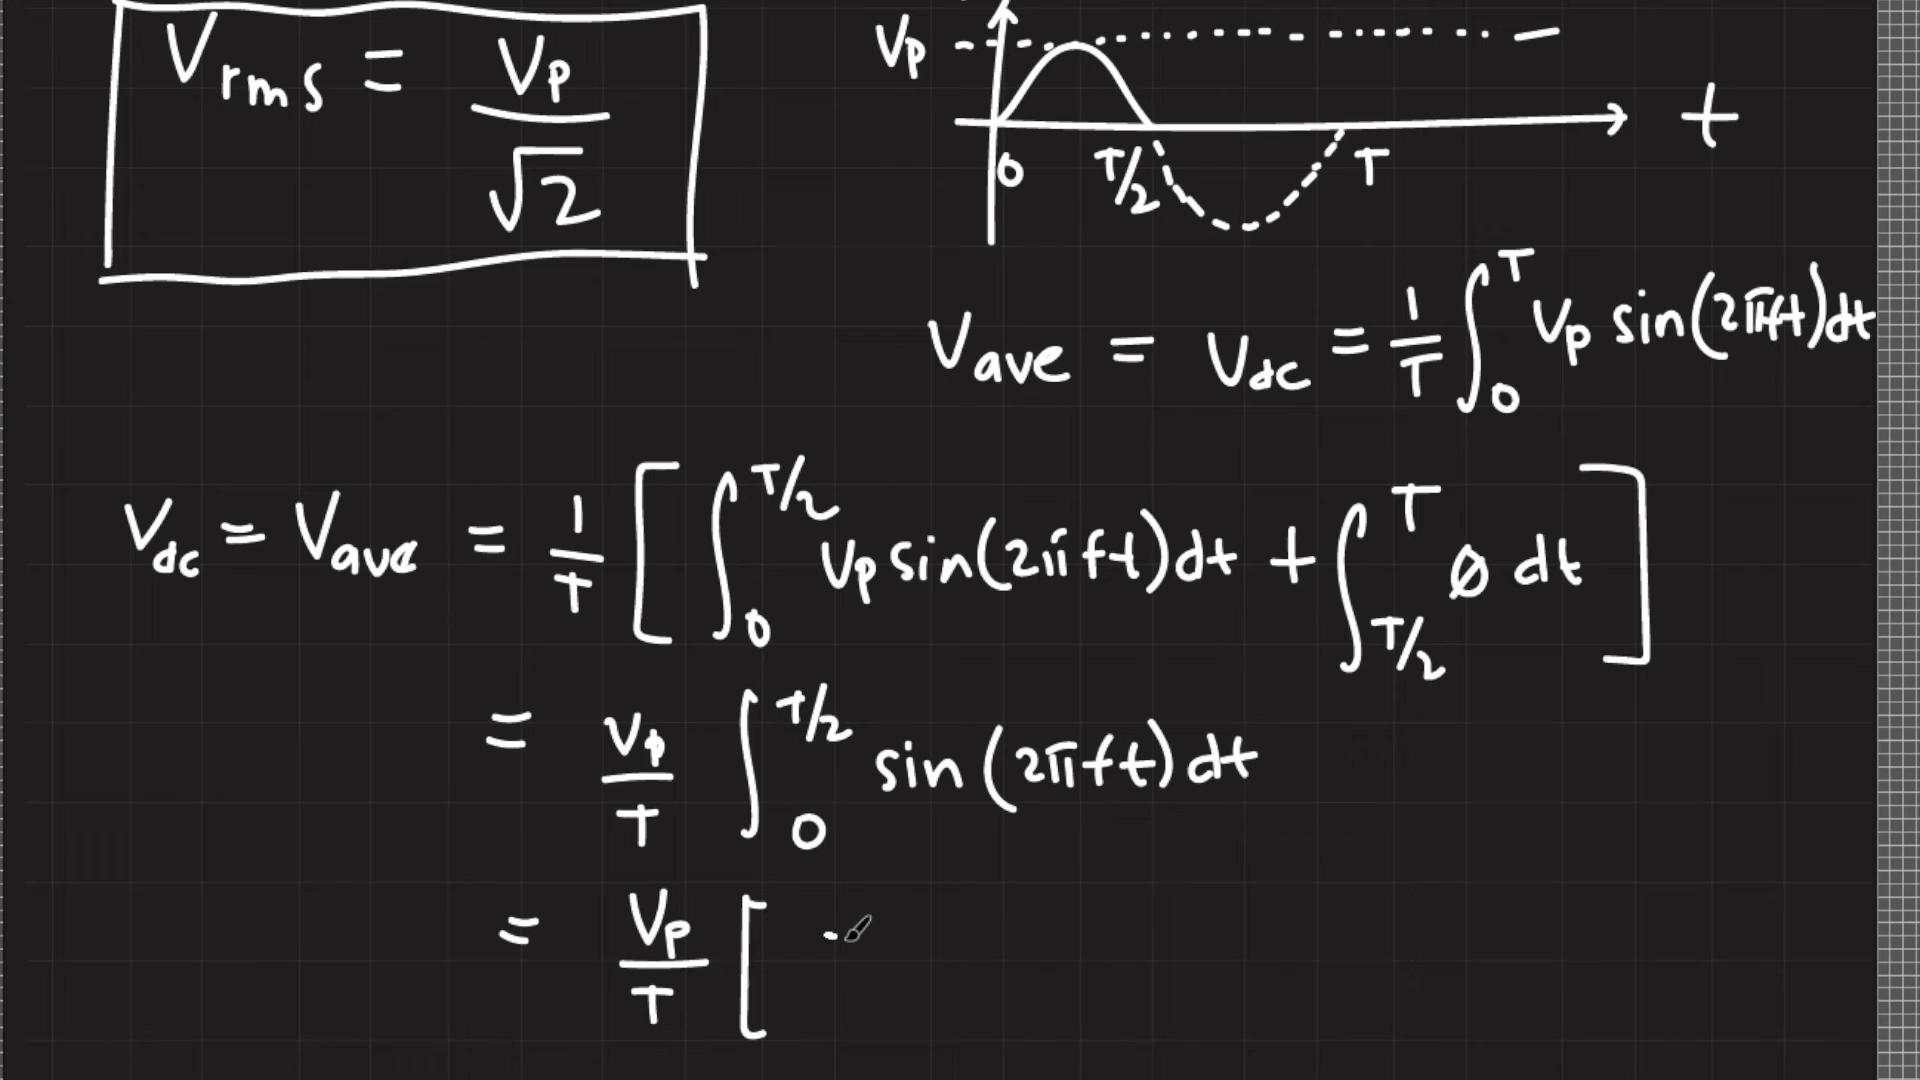 Vrms = Vp/√2
Vp
t
0 T/2 T
Vave = Vdc = 1/T ∫₀ᵀ Vp sin(2πft)dt
Vdc = Vave = 1/T [ ∫₀^(T/2) Vp sin(2πft)dt + ∫_(T/2)^T ∅ dt ]
= Vp/T ∫₀^(T/2) sin(2πft)dt
= Vp/T [ -